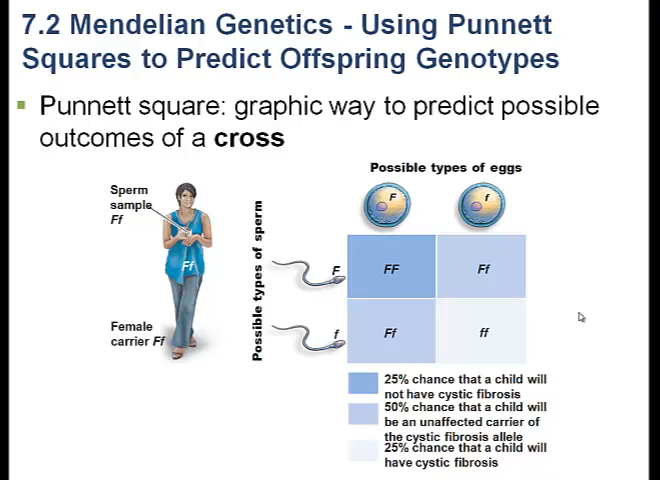 7.2 Mendelian Genetics - Using Punnett
Squares to Predict Offspring Genotypes
Punnett square: graphic way to predict possible
outcomes of a cross
Possible types of eggs
Sperm
sample
Ff
Ff
Female
carrier Ff
Possible types of sperm
F
f
F
FF
Ff
f
Ff
ff
25% chance that a child will
not have cystic fibrosis
50% chance that a child will
be an unaffected carrier of
the cystic fibrosis allele
25% chance that a child will
have cystic fibrosis